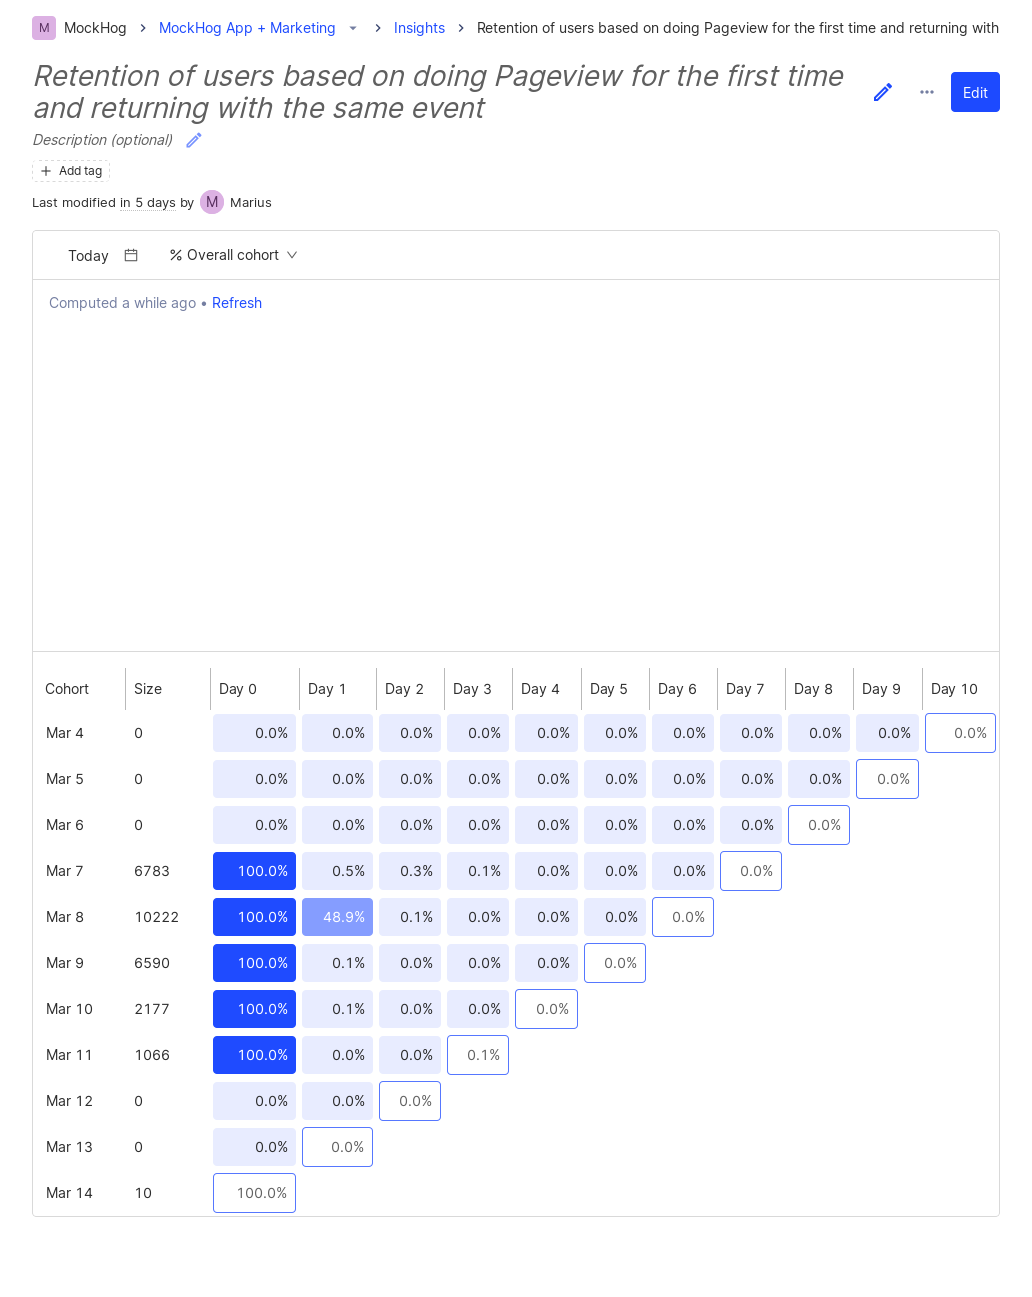 M MockHog > MockHog App + Marketing > Insights > Retention of users based on doing Pageview for the first time and returning with
Retention of users based on doing Pageview for the first time
and returning with the same event
Edit
Description (optional)
+ Add tag
Last modified in 5 days by M Marius
Today % Overall cohort
Computed a while ago • Refresh
Cohort Size Day 0 Day 1 Day 2 Day 3 Day 4 Day 5 Day 6 Day 7 Day 8 Day 9 Day 10
Mar 4 0 0.0% 0.0% 0.0% 0.0% 0.0% 0.0% 0.0% 0.0% 0.0% 0.0% 0.0%
Mar 5 0 0.0% 0.0% 0.0% 0.0% 0.0% 0.0% 0.0% 0.0% 0.0% 0.0%
Mar 6 0 0.0% 0.0% 0.0% 0.0% 0.0% 0.0% 0.0% 0.0% 0.0%
Mar 7 6783 100.0% 0.5% 0.3% 0.1% 0.0% 0.0% 0.0% 0.0%
Mar 8 10222 100.0% 48.9% 0.1% 0.0% 0.0% 0.0% 0.0%
Mar 9 6590 100.0% 0.1% 0.0% 0.0% 0.0% 0.0%
Mar 10 2177 100.0% 0.1% 0.0% 0.0% 0.0%
Mar 11 1066 100.0% 0.0% 0.0% 0.1%
Mar 12 0 0.0% 0.0% 0.0%
Mar 13 0 0.0% 0.0%
Mar 14 10 100.0%